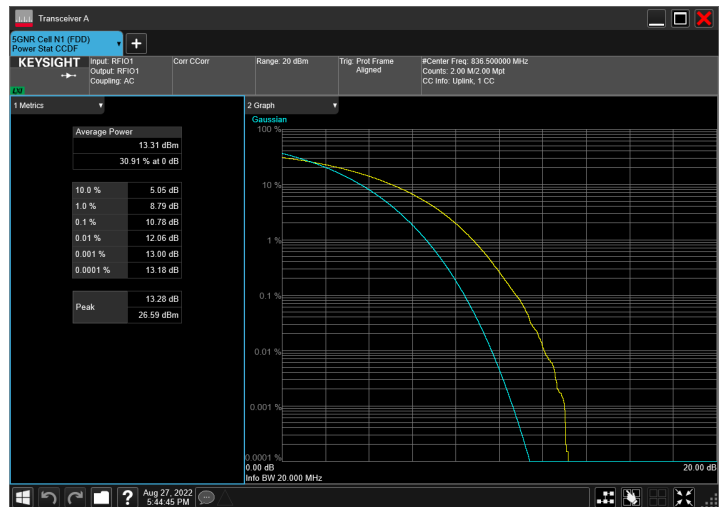 Transceiver A
5GNR Cell N1 (FDD)
Power Stat CCDF
KEYSIGHT
LXI
Input: RFIO1
Output: RFIO1
Coupling: AC
Corr CCorr
Range: 20 dBm
Trig: Prot Frame
Aligned
#Center Freq: 836.500000 MHz
Counts: 2.00 M/2.00 Mpt
CC Info: Uplink, 1 CC
1 Metrics
Average Power
13.31 dBm
30.91 % at 0 dB
10.0 % 5.05 dB
1.0 % 8.79 dB
0.1 % 10.78 dB
0.01 % 12.06 dB
0.001 % 13.00 dB
0.0001 % 13.18 dB
Peak
13.28 dB
26.59 dBm
2 Graph
Gaussian
100 %
10 %
1 %
0.1 %
0.01 %
0.001 %
0.0001 %
0.00 dB 20.00 dB
Info BW 20.000 MHz
?
Aug 27, 2022
5:44:45 PM